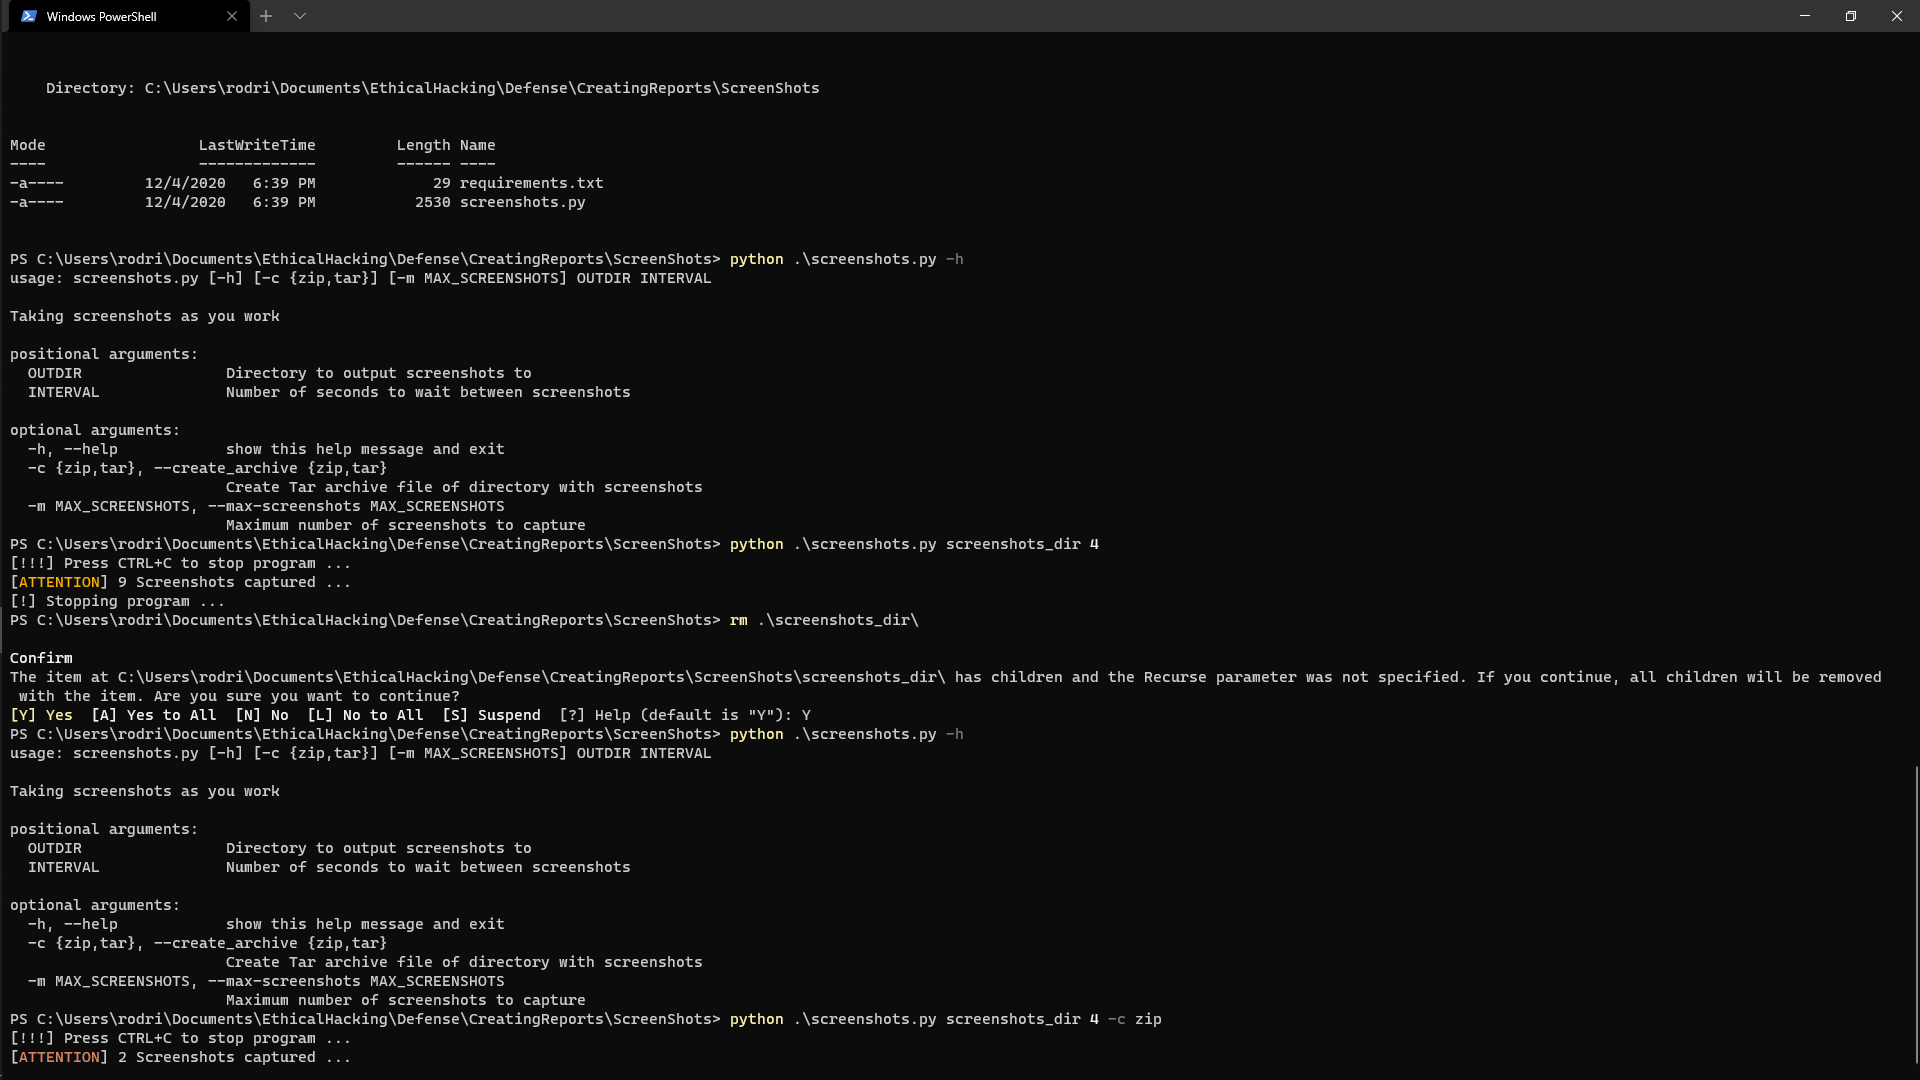 Windows PowerShell
Directory: C:\Users\rodri\Documents\EthicalHacking\Defense\CreatingReports\ScreenShots
Mode                 LastWriteTime         Length Name
----                 -------------         ------ ----
-a----         12/4/2020   6:39 PM             29 requirements.txt
-a----         12/4/2020   6:39 PM           2530 screenshots.py
PS C:\Users\rodri\Documents\EthicalHacking\Defense\CreatingReports\ScreenShots> python .\screenshots.py -h
usage: screenshots.py [-h] [-c {zip,tar}] [-m MAX_SCREENSHOTS] OUTDIR INTERVAL
Taking screenshots as you work
positional arguments:
  OUTDIR                Directory to output screenshots to
  INTERVAL              Number of seconds to wait between screenshots
optional arguments:
  -h, --help            show this help message and exit
  -c {zip,tar}, --create_archive {zip,tar}
                        Create Tar archive file of directory with screenshots
  -m MAX_SCREENSHOTS, --max-screenshots MAX_SCREENSHOTS
                        Maximum number of screenshots to capture
PS C:\Users\rodri\Documents\EthicalHacking\Defense\CreatingReports\ScreenShots> python .\screenshots.py screenshots_dir 4
[!!!] Press CTRL+C to stop program ...
[ATTENTION] 9 Screenshots captured ...
[!] Stopping program ...
PS C:\Users\rodri\Documents\EthicalHacking\Defense\CreatingReports\ScreenShots> rm .\screenshots_dir\
Confirm
The item at C:\Users\rodri\Documents\EthicalHacking\Defense\CreatingReports\ScreenShots\screenshots_dir\ has children and the Recurse parameter was not specified. If you continue, all children will be removed
 with the item. Are you sure you want to continue?
[Y] Yes  [A] Yes to All  [N] No  [L] No to All  [S] Suspend  [?] Help (default is "Y"): Y
PS C:\Users\rodri\Documents\EthicalHacking\Defense\CreatingReports\ScreenShots> python .\screenshots.py -h
usage: screenshots.py [-h] [-c {zip,tar}] [-m MAX_SCREENSHOTS] OUTDIR INTERVAL
Taking screenshots as you work
positional arguments:
  OUTDIR                Directory to output screenshots to
  INTERVAL              Number of seconds to wait between screenshots
optional arguments:
  -h, --help            show this help message and exit
  -c {zip,tar}, --create_archive {zip,tar}
                        Create Tar archive file of directory with screenshots
  -m MAX_SCREENSHOTS, --max-screenshots MAX_SCREENSHOTS
                        Maximum number of screenshots to capture
PS C:\Users\rodri\Documents\EthicalHacking\Defense\CreatingReports\ScreenShots> python .\screenshots.py screenshots_dir 4 -c zip
[!!!] Press CTRL+C to stop program ...
[ATTENTION] 2 Screenshots captured ...